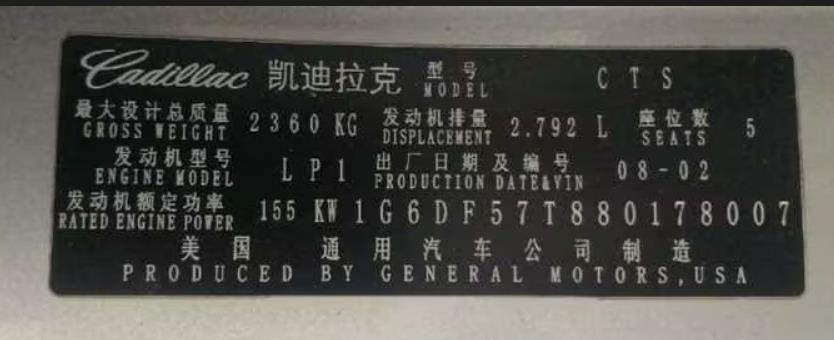 Cadillac 凯迪拉克 型号 MODEL CTS
最大设计总质量 GROSS WEIGHT 2360 KG 发动机排量 DISPLACEMENT 2.792 L 座位数 SEATS 5
发动机型号 ENGINE MODEL LP1 出厂日期及编号 PRODUCTION DATE&VIN 08-02
发动机额定功率 RATED ENGINE POWER 155 KW 1G6DF57T880178007
美国 通用汽车公司制造
PRODUCED BY GENERAL MOTORS,USA